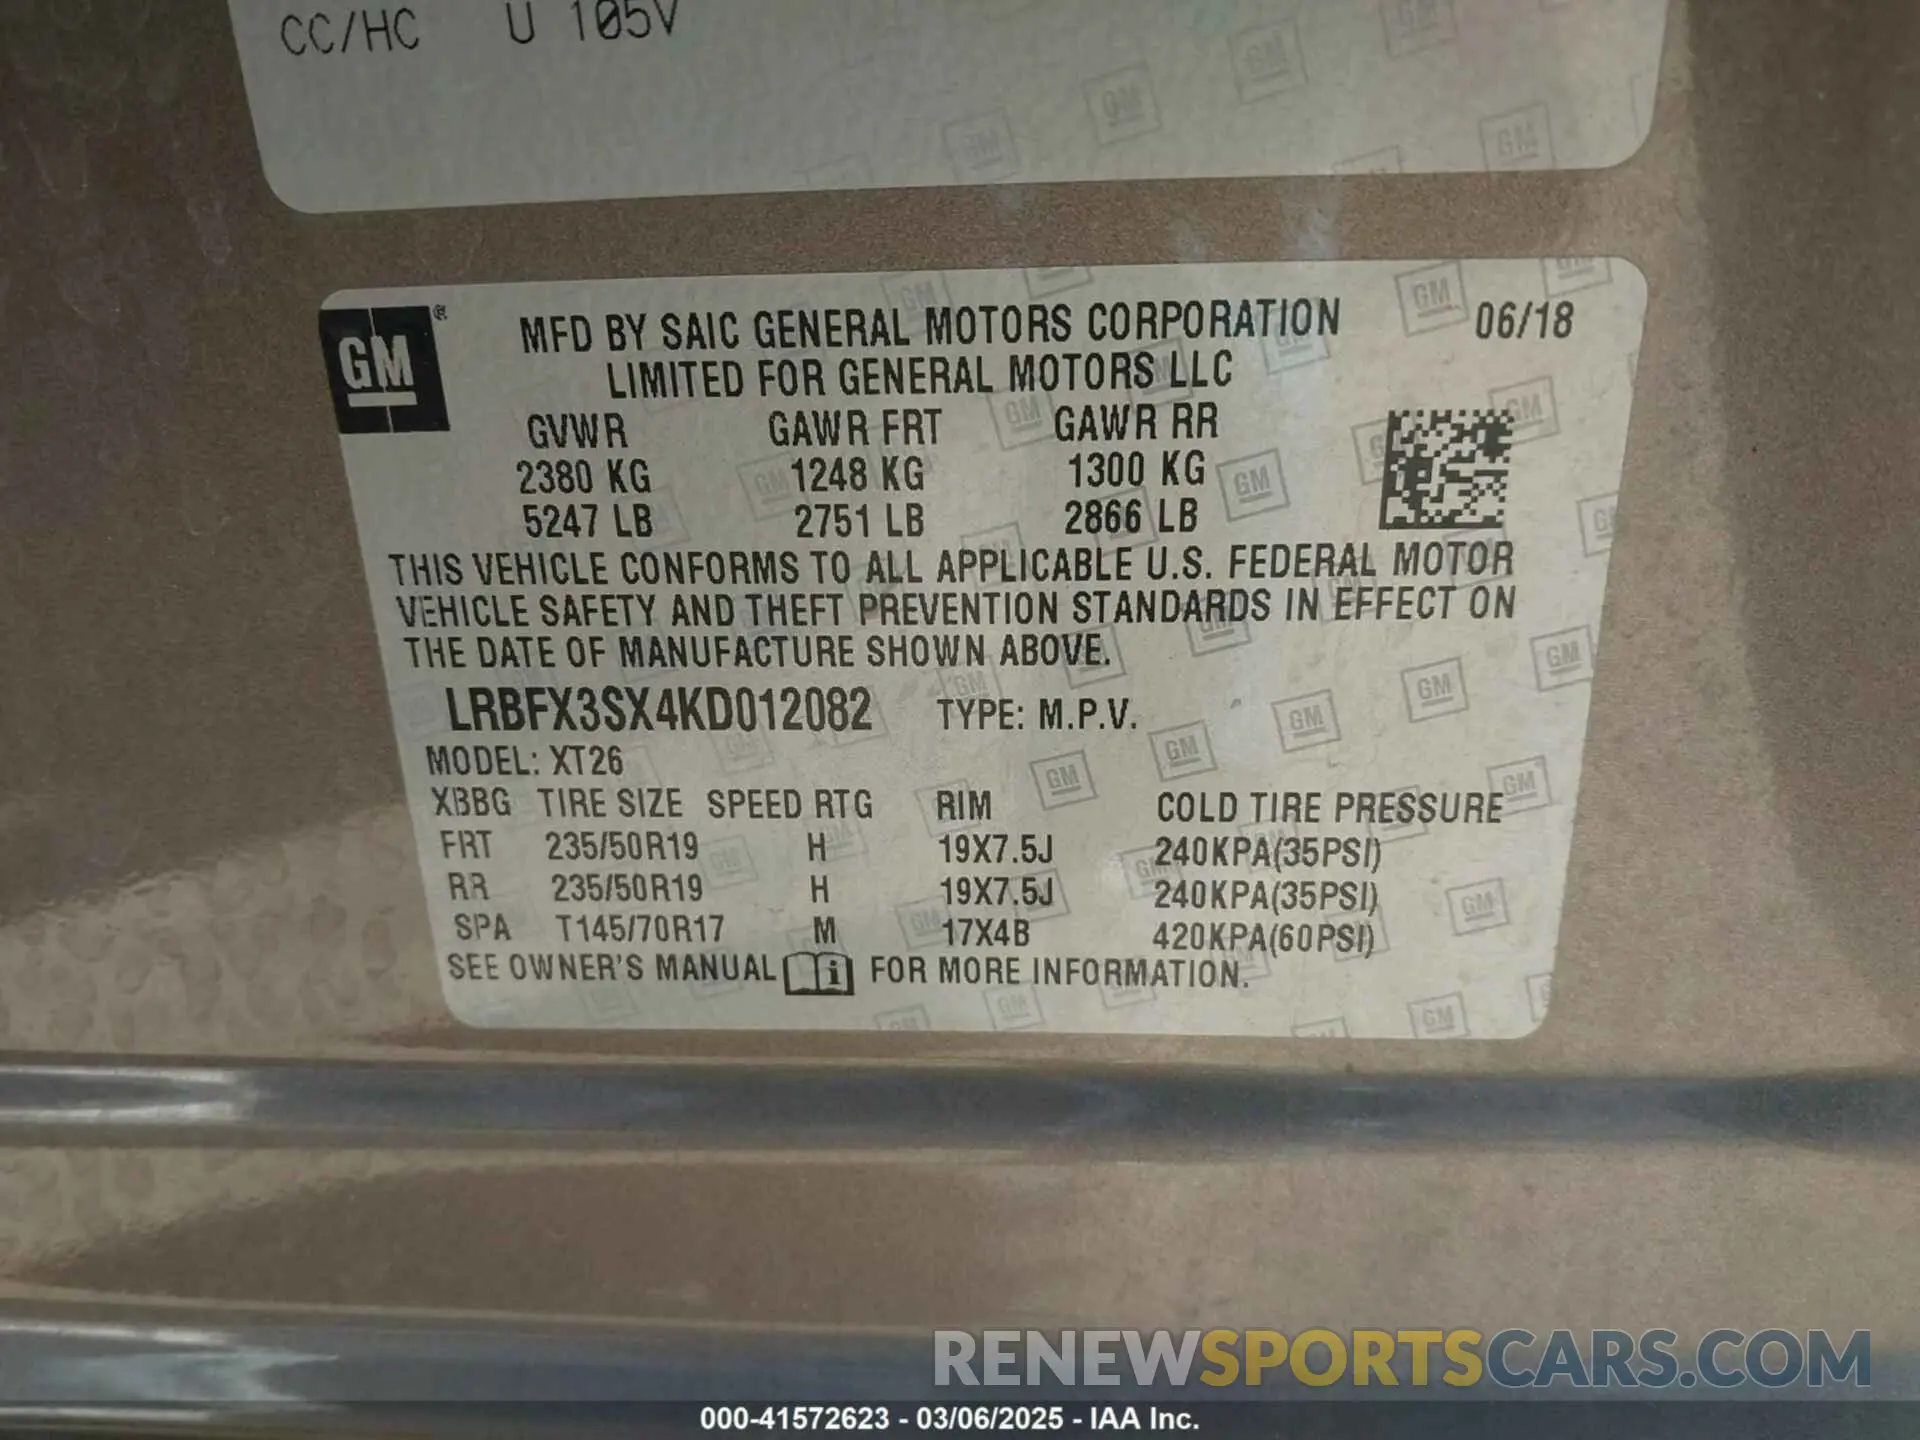 CC/HC U 105V
GM ®
MFD BY SAIC GENERAL MOTORS CORPORATION 06/18
LIMITED FOR GENERAL MOTORS LLC
GVWR GAWR FRT GAWR RR
2380 KG 1248 KG 1300 KG
5247 LB 2751 LB 2866 LB
THIS VEHICLE CONFORMS TO ALL APPLICABLE U.S. FEDERAL MOTOR
VEHICLE SAFETY AND THEFT PREVENTION STANDARDS IN EFFECT ON
THE DATE OF MANUFACTURE SHOWN ABOVE.
LRBFX3SX4KD012082 TYPE: M.P.V.
MODEL: XT26
XBBG TIRE SIZE SPEED RTG RIM COLD TIRE PRESSURE
FRT 235/50R19 H 19X7.5J 240KPA(35PSI)
RR 235/50R19 H 19X7.5J 240KPA(35PSI)
SPA T145/70R17 M 17X4B 420KPA(60PSI)
SEE OWNER'S MANUAL i FOR MORE INFORMATION.
RENEWSPORTSCARS.COM
000-41572623 - 03/06/2025 - IAA Inc.